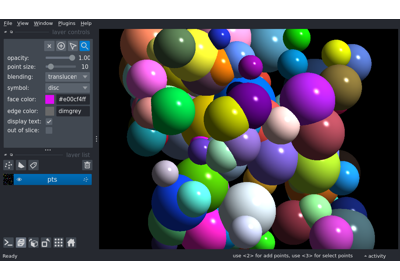 File View Window Plugins Help
layer controls
opacity: 1.00
point size: 10
blending: translucen
symbol: disc
face color: #e00cf4ff
edge color: dimgrey
display text:
out of slice:
layer list
pts
Ready use <2> for add points, use <3> for select points activity